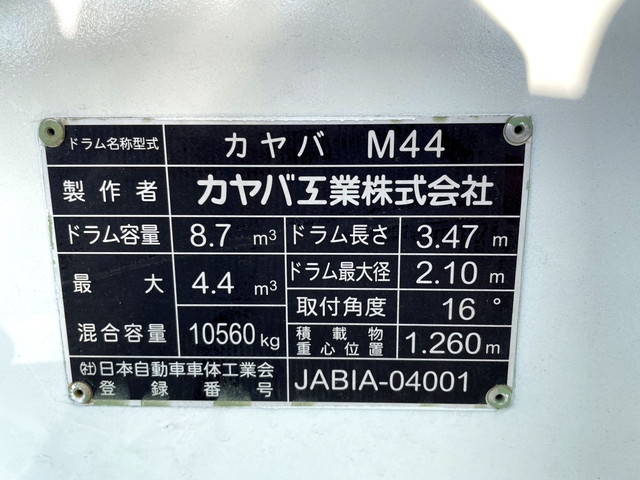 ドラム名称型式 カヤバ M44
製作者 カヤバ工業株式会社
ドラム容量 8.7 m³ ドラム長さ 3.47 m
最大 4.4 m³ ドラム最大径 2.10 m
取付角度 16°
混合容量 10560kg 積載物重心位置 1.260m
㈳日本自動車車体工業会
登録番号 JABIA-04001